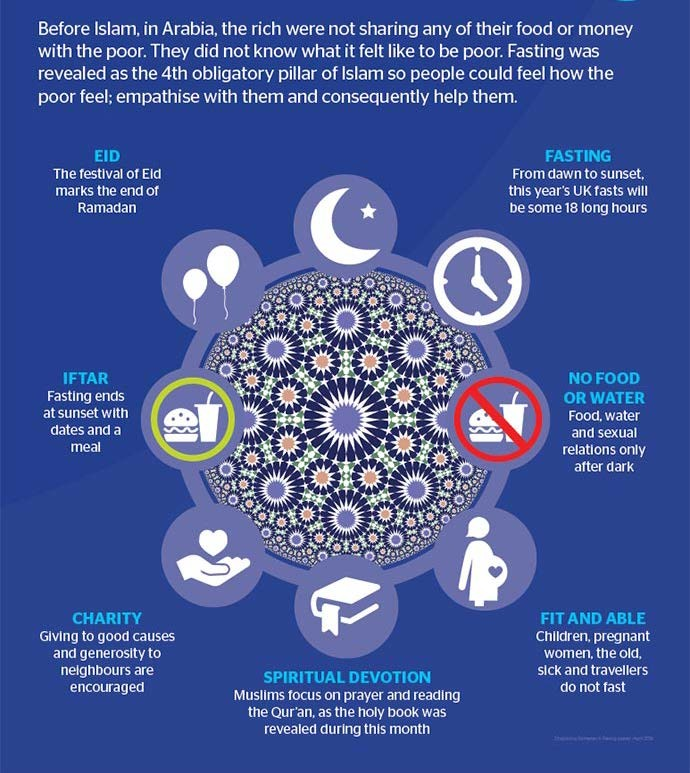 Before Islam, in Arabia, the rich were not sharing any of their food or money
with the poor. They did not know what it felt like to be poor. Fasting was
revealed as the 4th obligatory pillar of Islam so people could feel how the
poor feel; empathise with them and consequently help them.
EID
The festival of Eid
marks the end of
Ramadan
FASTING
From dawn to sunset,
this year's UK fasts will
be some 18 long hours
IFTAR
Fasting ends
at sunset with
dates and a
meal
NO FOOD
OR WATER
Food, water
and sexual
relations only
after dark
CHARITY
Giving to good causes
and generosity to
neighbours are
encouraged
SPIRITUAL DEVOTION
Muslims focus on prayer and reading
the Qur'an, as the holy book was
revealed during this month
FIT AND ABLE
Children, pregnant
women, the old,
sick and travellers
do not fast